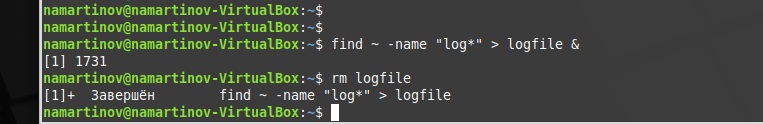 namartinov@namartinov-VirtualBox:~$
namartinov@namartinov-VirtualBox:~$
namartinov@namartinov-VirtualBox:~$ find ~ -name "log*" > logfile &
[1] 1731
namartinov@namartinov-VirtualBox:~$ rm logfile
[1]+  Завершён        find ~ -name "log*" > logfile
namartinov@namartinov-VirtualBox:~$